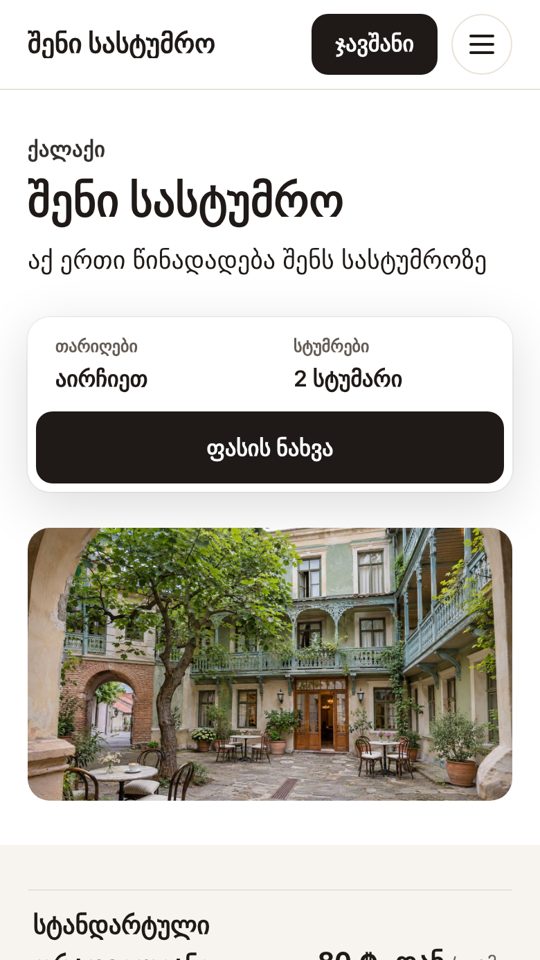 შენი სასტუმრო
ჯავშანი
ქალაქი
შენი სასტუმრო
აქ ერთი წინადადება შენს სასტუმროზე
თარიღები
სტუმრები
აირჩიეთ
2 სტუმარი
ფასის ნახვა
სტანდარტული